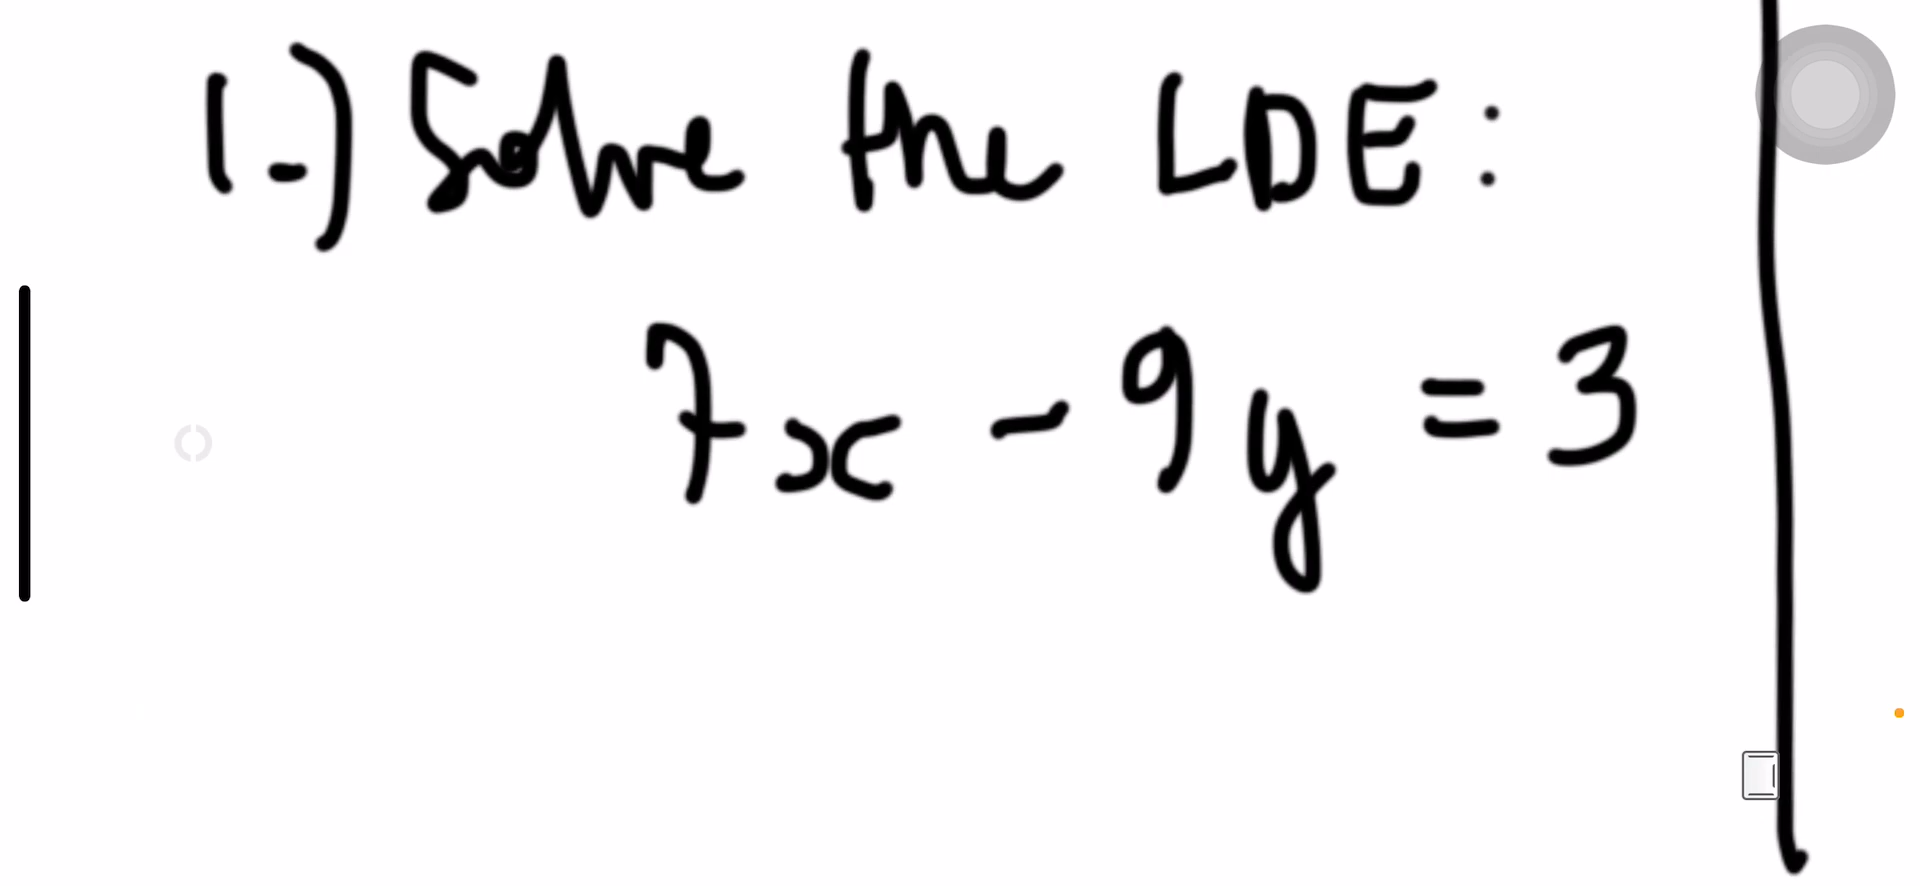 1.) Solve the LDE:
7x - 9y = 3